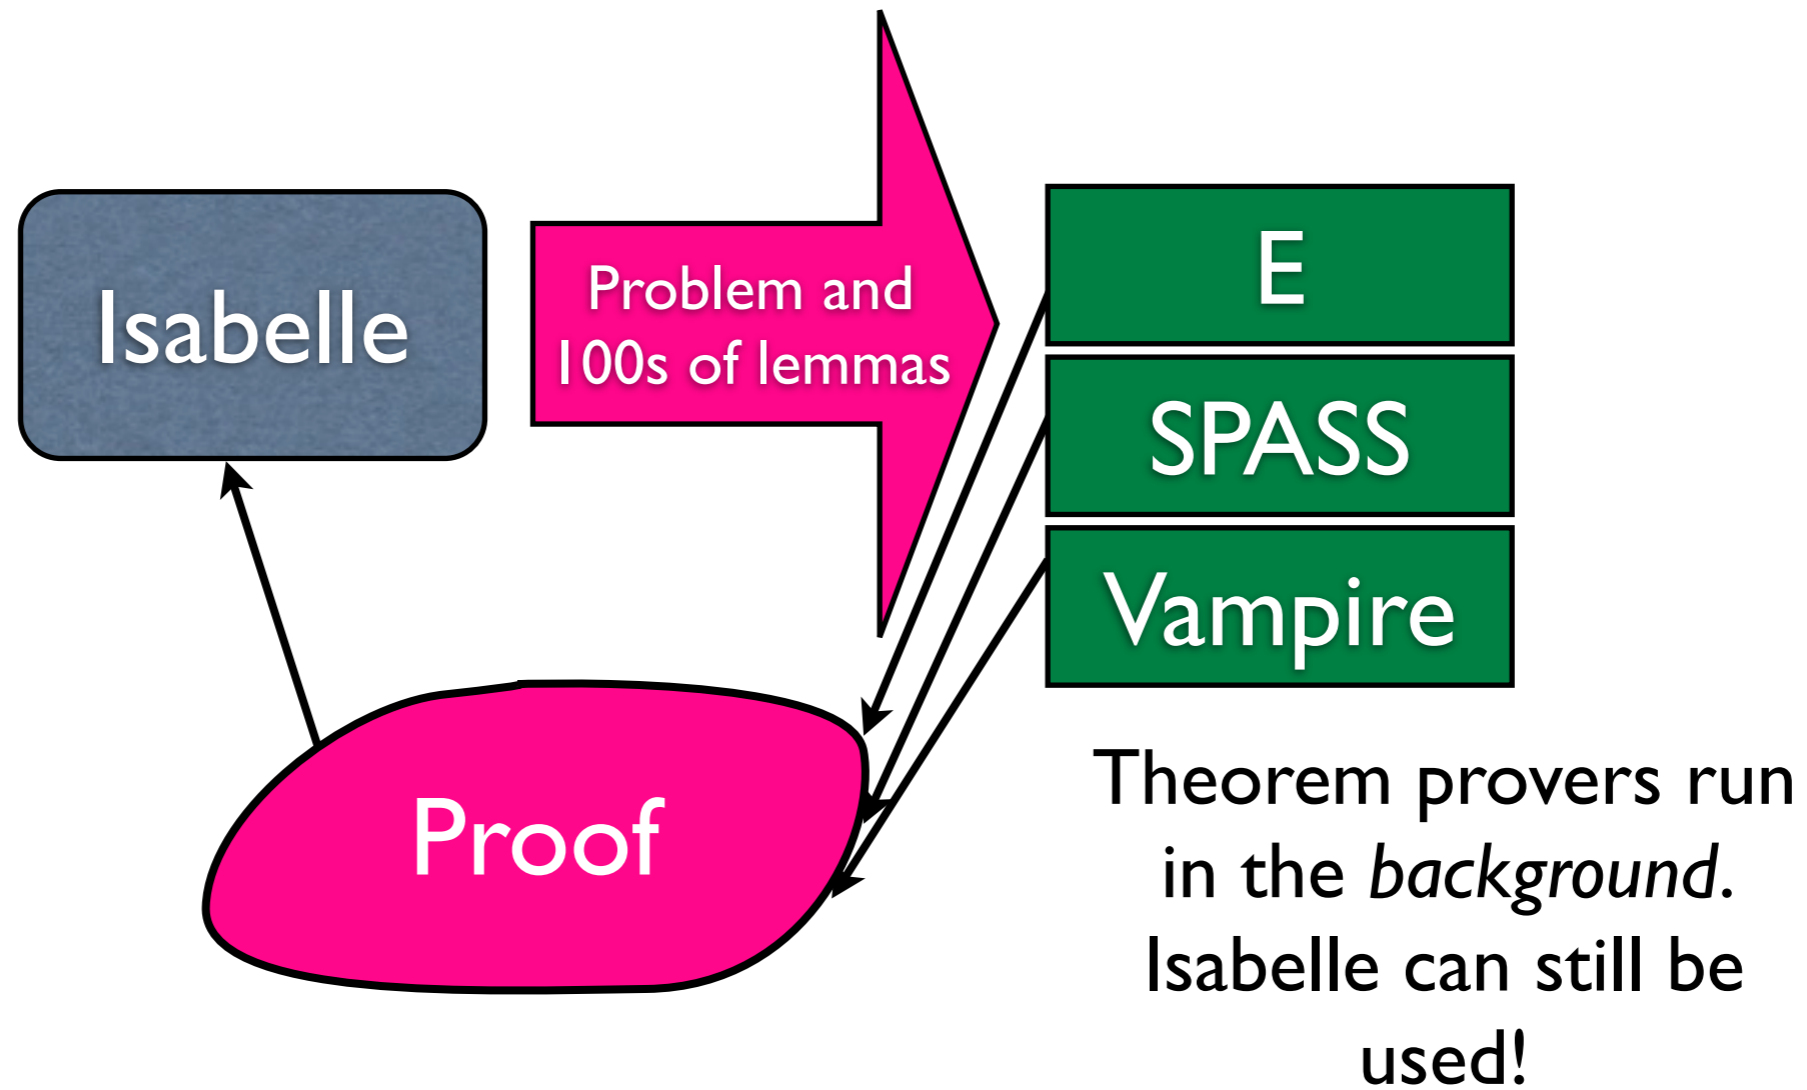 Isabelle
Problem and
100s of lemmas
E
SPASS
Vampire
Proof
Theorem provers run
in the background.
Isabelle can still be
used!